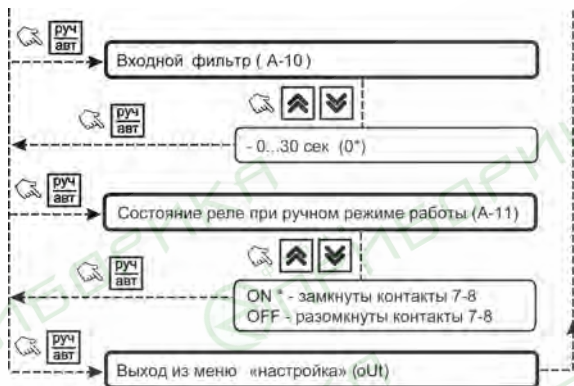 руч
авт
Входной фильтр ( А-10 )
руч
авт
- 0...30 сек (0*)
руч
авт
Состояние реле при ручном режиме работы (А-11)
руч
авт
ON * - замкнуты контакты 7-8
OFF - разомкнуты контакты 7-8
руч
авт
Выход из меню «настройка» (oUt)
ПРИБОРИКА